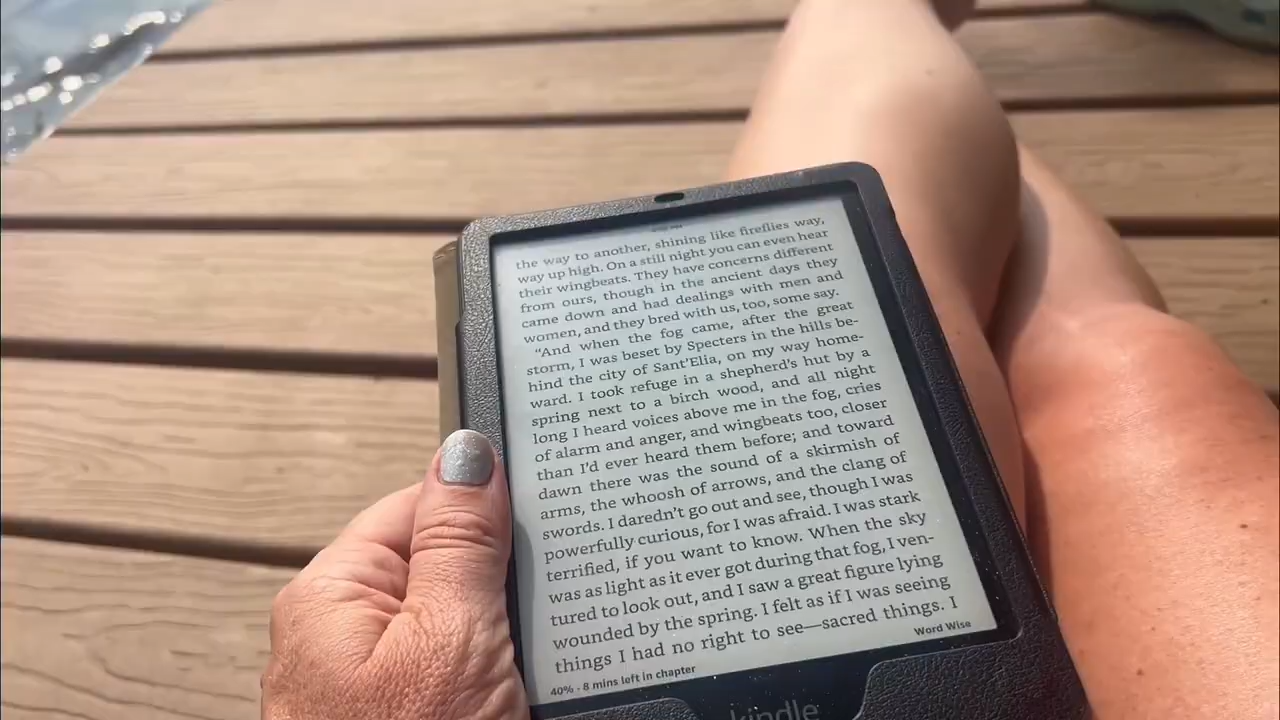 the way to another, shining like fireflies way,
way up high. On a still night you can even hear
their wingbeats. They have concerns different
from ours, though in the ancient days they
came down and had dealings with men and
women, and they bred with us, too, some say.
“And when the fog came, after the great
storm, I was beset by Specters in the hills be-
hind the city of Sant’Elia, on my way home-
ward. I took refuge in a shepherd’s hut by a
spring next to a birch wood, and all night
long I heard voices above me in the fog, cries
of alarm and anger, and wingbeats too, closer
than I’d ever heard them before; and toward
dawn there was the sound of a skirmish of
arms, the whoosh of arrows, and the clang of
swords. I daredn’t go out and see, though I was
powerfully curious, for I was afraid. I was stark
terrified, if you want to know. When the sky
was as light as it ever got during that fog, I ven-
tured to look out, and I saw a great figure lying
wounded by the spring. I felt as if I was seeing
things I had no right to see—sacred things. I
Word Wise
40% · 8 mins left in chapter
kindle